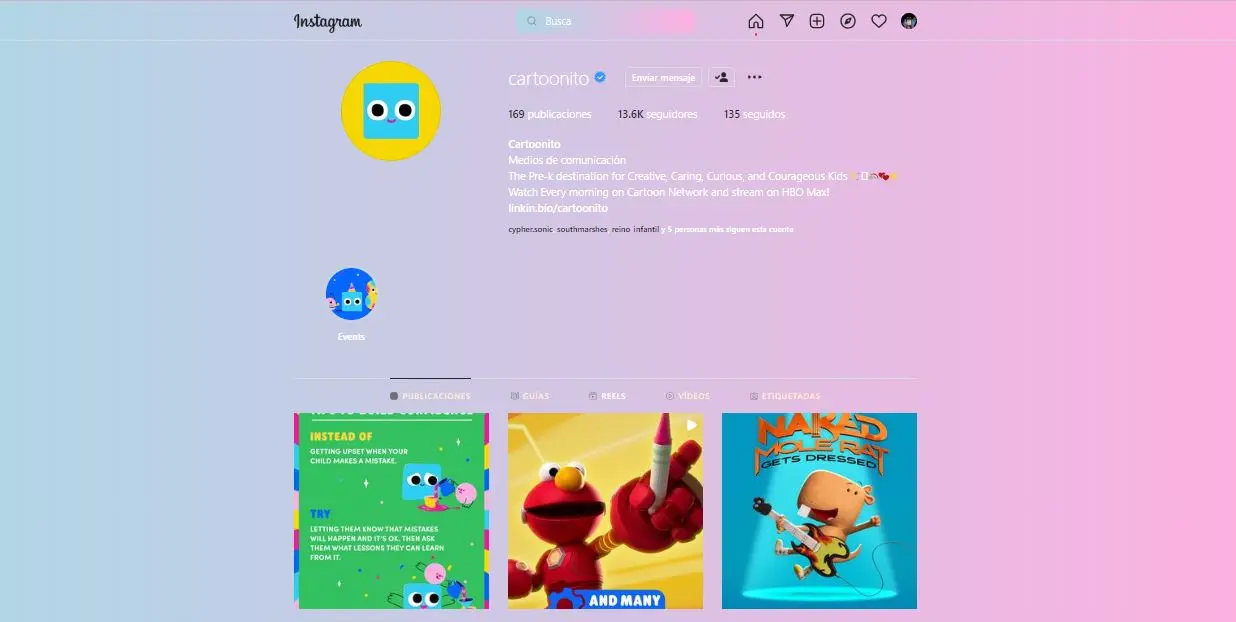 Instagram
Busca
cartoonito
Enviar mensaje
169 publicaciones 13.6K seguidores 135 seguidos
Cartoonito
Medios de comunicación
The Pre-k destination for Creative, Caring, Curious, and Courageous Kids
Watch Every morning on Cartoon Network and stream on HBO Max!
linkin.bio/cartoonito
cypher.sonic southmarshes reino_infantil y 5 personas más siguen esta cuenta
Events
PUBLICACIONES GUÍAS REELS VÍDEOS ETIQUETADAS
INSTEAD OF
GETTING UPSET WHEN YOUR
CHILD MAKES A MISTAKE.
TRY
LETTING THEM KNOW THAT MISTAKES
WILL HAPPEN AND IT'S OK. THEN ASK
THEM WHAT LESSONS THEY CAN LEARN
FROM IT.
AND MANY
NAKED
MOLE RAT
GETS DRESSED